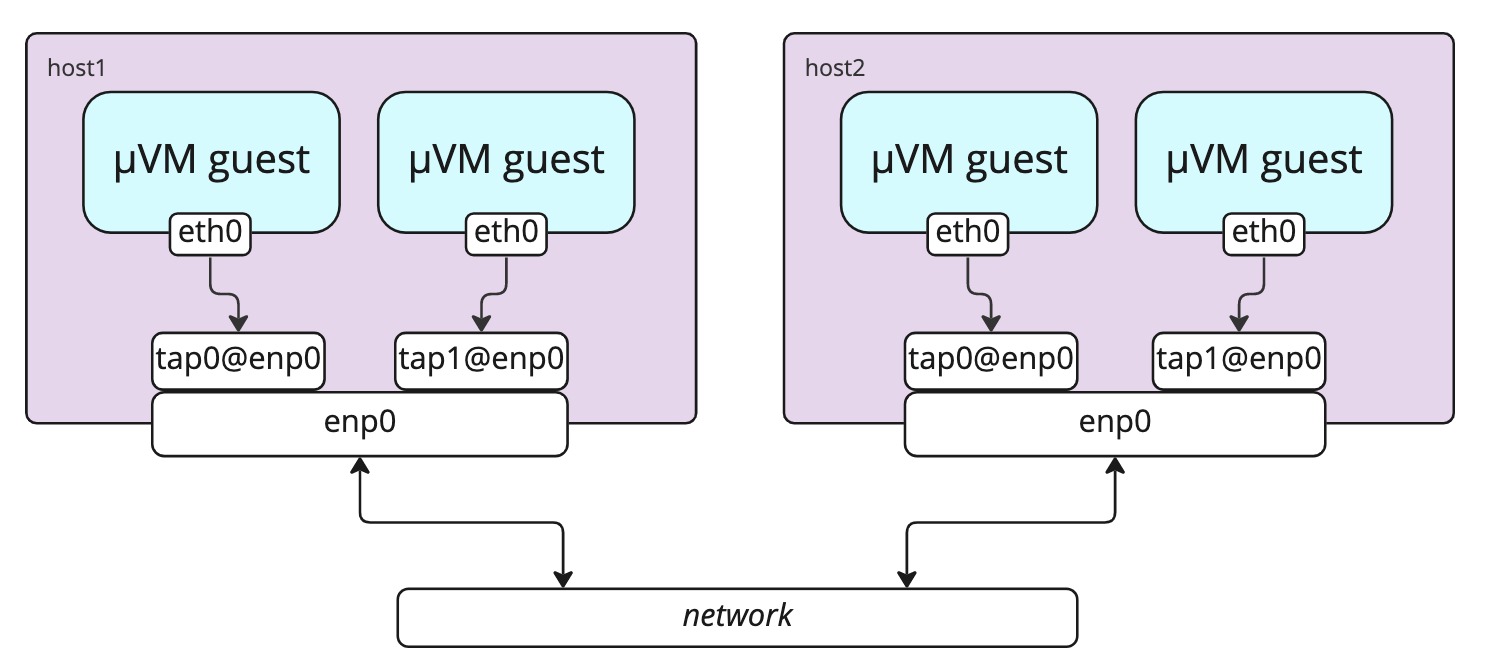 host1
µVM guest
µVM guest
eth0
eth0
tap0@enp0
tap1@enp0
enp0
host2
µVM guest
µVM guest
eth0
eth0
tap0@enp0
tap1@enp0
enp0
network